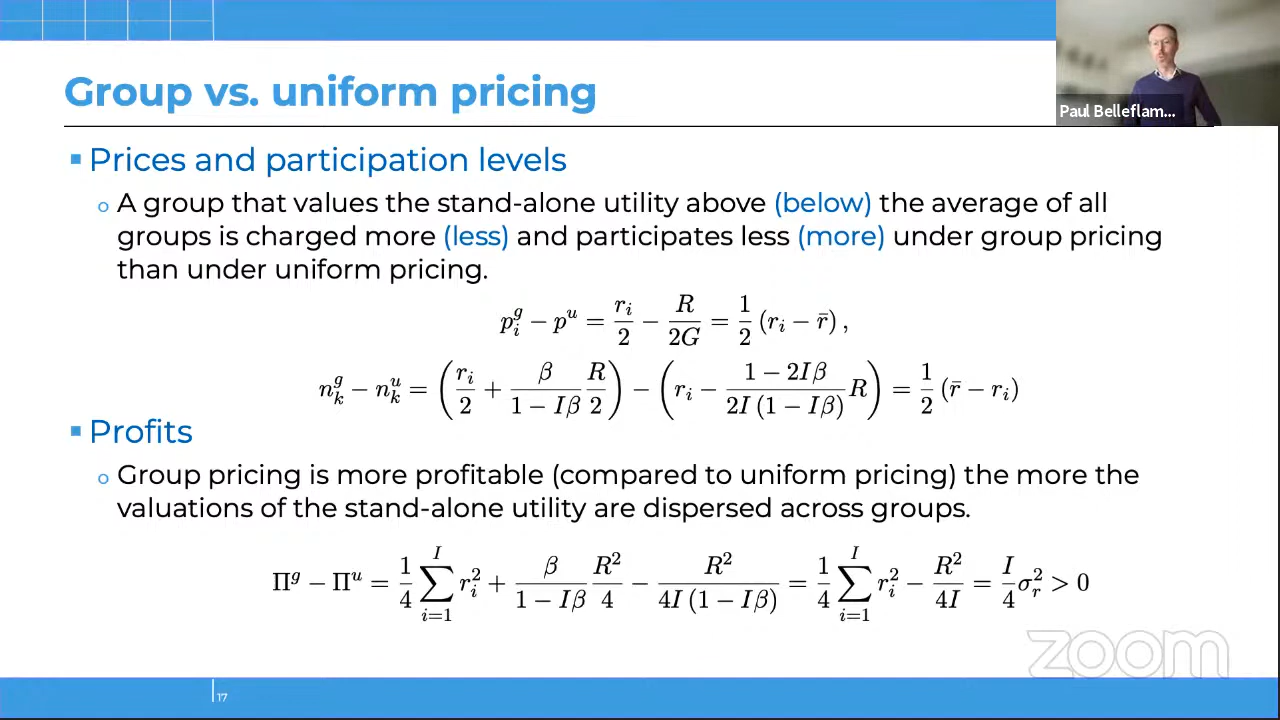 Group vs. uniform pricing
Paul Belleflam...
▪ Prices and participation levels
o A group that values the stand-alone utility above (below) the average of all
groups is charged more (less) and participates less (more) under group pricing
than under uniform pricing.
p_i^g − p^u = r_i/2 − R/2G = 1/2 (r_i − r̄),
n_k^g − n_k^u = (r_i/2 + β/(1 − Iβ) R/2) − (r_i − (1 − 2Iβ)/(2I (1 − Iβ)) R) = 1/2 (r̄ − r_i)
▪ Profits
o Group pricing is more profitable (compared to uniform pricing) the more the
valuations of the stand-alone utility are dispersed across groups.
Π^g − Π^u = 1/4 ∑_{i=1}^I r_i^2 + β/(1 − Iβ) R^2/4 − R^2/(4I (1 − Iβ)) = 1/4 ∑_{i=1}^I r_i^2 − R^2/4I = I/4 σ_r^2 > 0
zoom
17